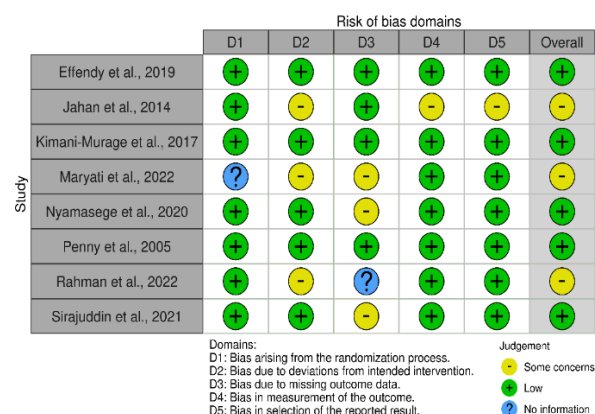 Risk of bias domains
D1 D2 D3 D4 D5 Overall
Study
Effendy et al., 2019 + + + + + +
Jahan et al., 2014 + - + - - -
Kimani-Murage et al., 2017 + + + + + +
Maryati et al., 2022 ? - - + + -
Nyamasege et al., 2020 + + - + + +
Penny et al., 2005 + + + + + +
Rahman et al., 2022 + - ? + + -
Sirajuddin et al., 2021 + + - + + +
Domains:
D1: Bias arising from the randomization process.
D2: Bias due to deviations from intended intervention.
D3: Bias due to missing outcome data.
D4: Bias in measurement of the outcome.
D5: Bias in selection of the reported result.
Judgement
- Some concerns
+ Low
? No information